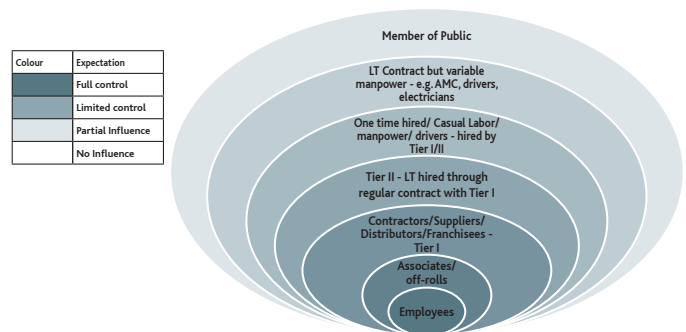 Colour Expectation
Full control
Limited control
Partial Influence
No Influence
Member of Public
LT Contract but variable
manpower - e.g. AMC, drivers,
electricians
One time hired/ Casual Labor/
manpower/ drivers - hired by
Tier I/II
Tier II - LT hired through
regular contract with Tier I
Contractors/Suppliers/
Distributors/Franchisees -
Tier I
Associates/
off-rolls
Employees